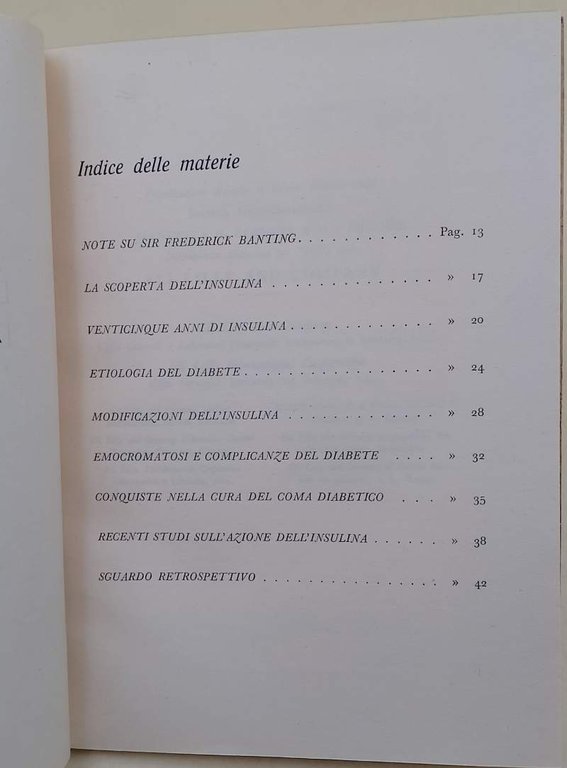 Indice delle materie
NOTE SU SIR FREDERICK BANTING. . . . . . . . . . . . Pag. 13
LA SCOPERTA DELL'INSULINA . . . . . . . . . . . . . . » 17
VENTICINQUE ANNI DI INSULINA . . . . . . . . . . . . . » 20
ETIOLOGIA DEL DIABETE . . . . . . . . . . . . . . . . . » 24
MODIFICAZIONI DELL'INSULINA . . . . . . . . . . . . . » 28
EMOCROMATOSI E COMPLICANZE DEL DIABETE . . . . » 32
CONQUISTE NELLA CURA DEL COMA DIABETICO . . . » 35
RECENTI STUDI SULL'AZIONE DELL'INSULINA . . . . . . » 38
SGUARDO RETROSPETTIVO . . . . . . . . . . . . . . . . » 42